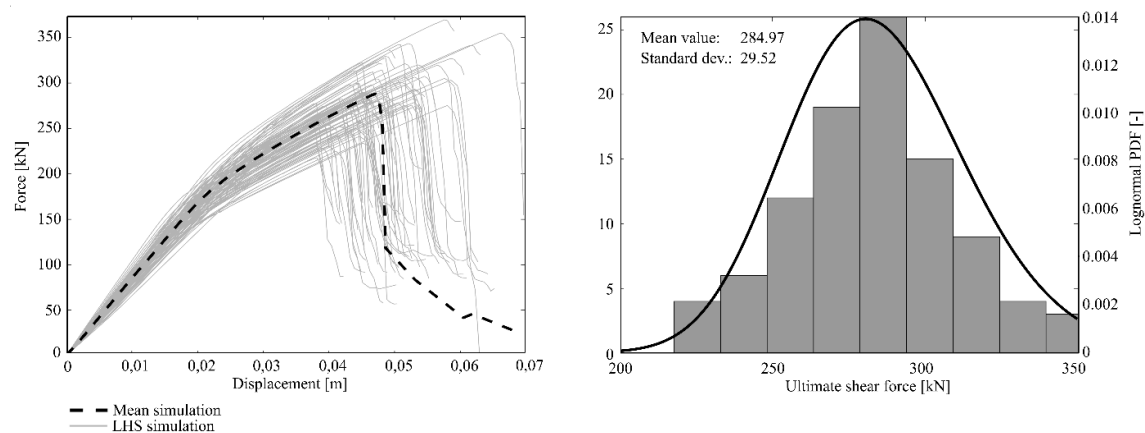 Force [kN]
350
300
250
200
150
100
50
0
0 0,01 0,02 0,03 0,04 0,05 0,06 0,07
Displacement [m]
Mean simulation
LHS simulation
Mean value: 284.97
Standard dev.: 29.52
25
20
15
10
5
0
200 250 300 350
Ultimate shear force [kN]
0.014
0.012
0.010
0.008
0.006
0.004
0.002
0
Lognormal PDF [-]